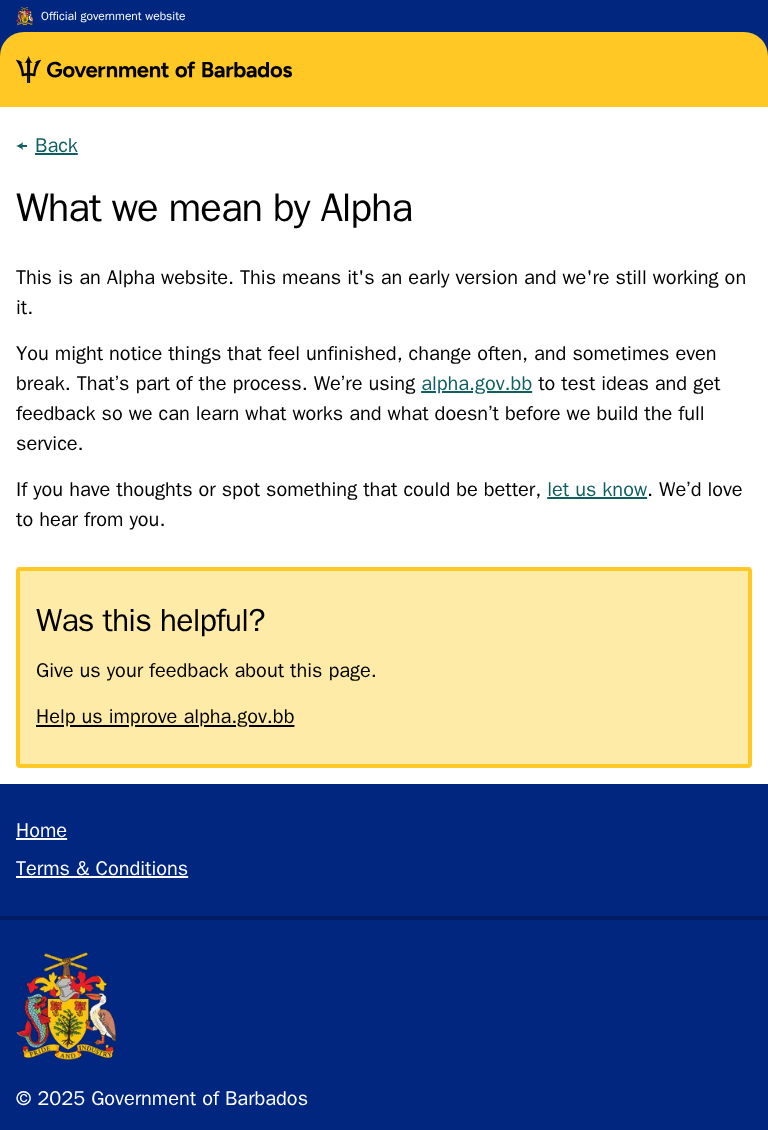 Official government website
Government of Barbados
Back
What we mean by Alpha
This is an Alpha website. This means it's an early version and we're still working on
it.
You might notice things that feel unfinished, change often, and sometimes even
break. That’s part of the process. We’re using alpha.gov.bb to test ideas and get
feedback so we can learn what works and what doesn’t before we build the full
service.
If you have thoughts or spot something that could be better, let us know. We’d love
to hear from you.
Was this helpful?
Give us your feedback about this page.
Help us improve alpha.gov.bb
Home
Terms & Conditions
PRIDE AND INDUSTRY
© 2025 Government of Barbados